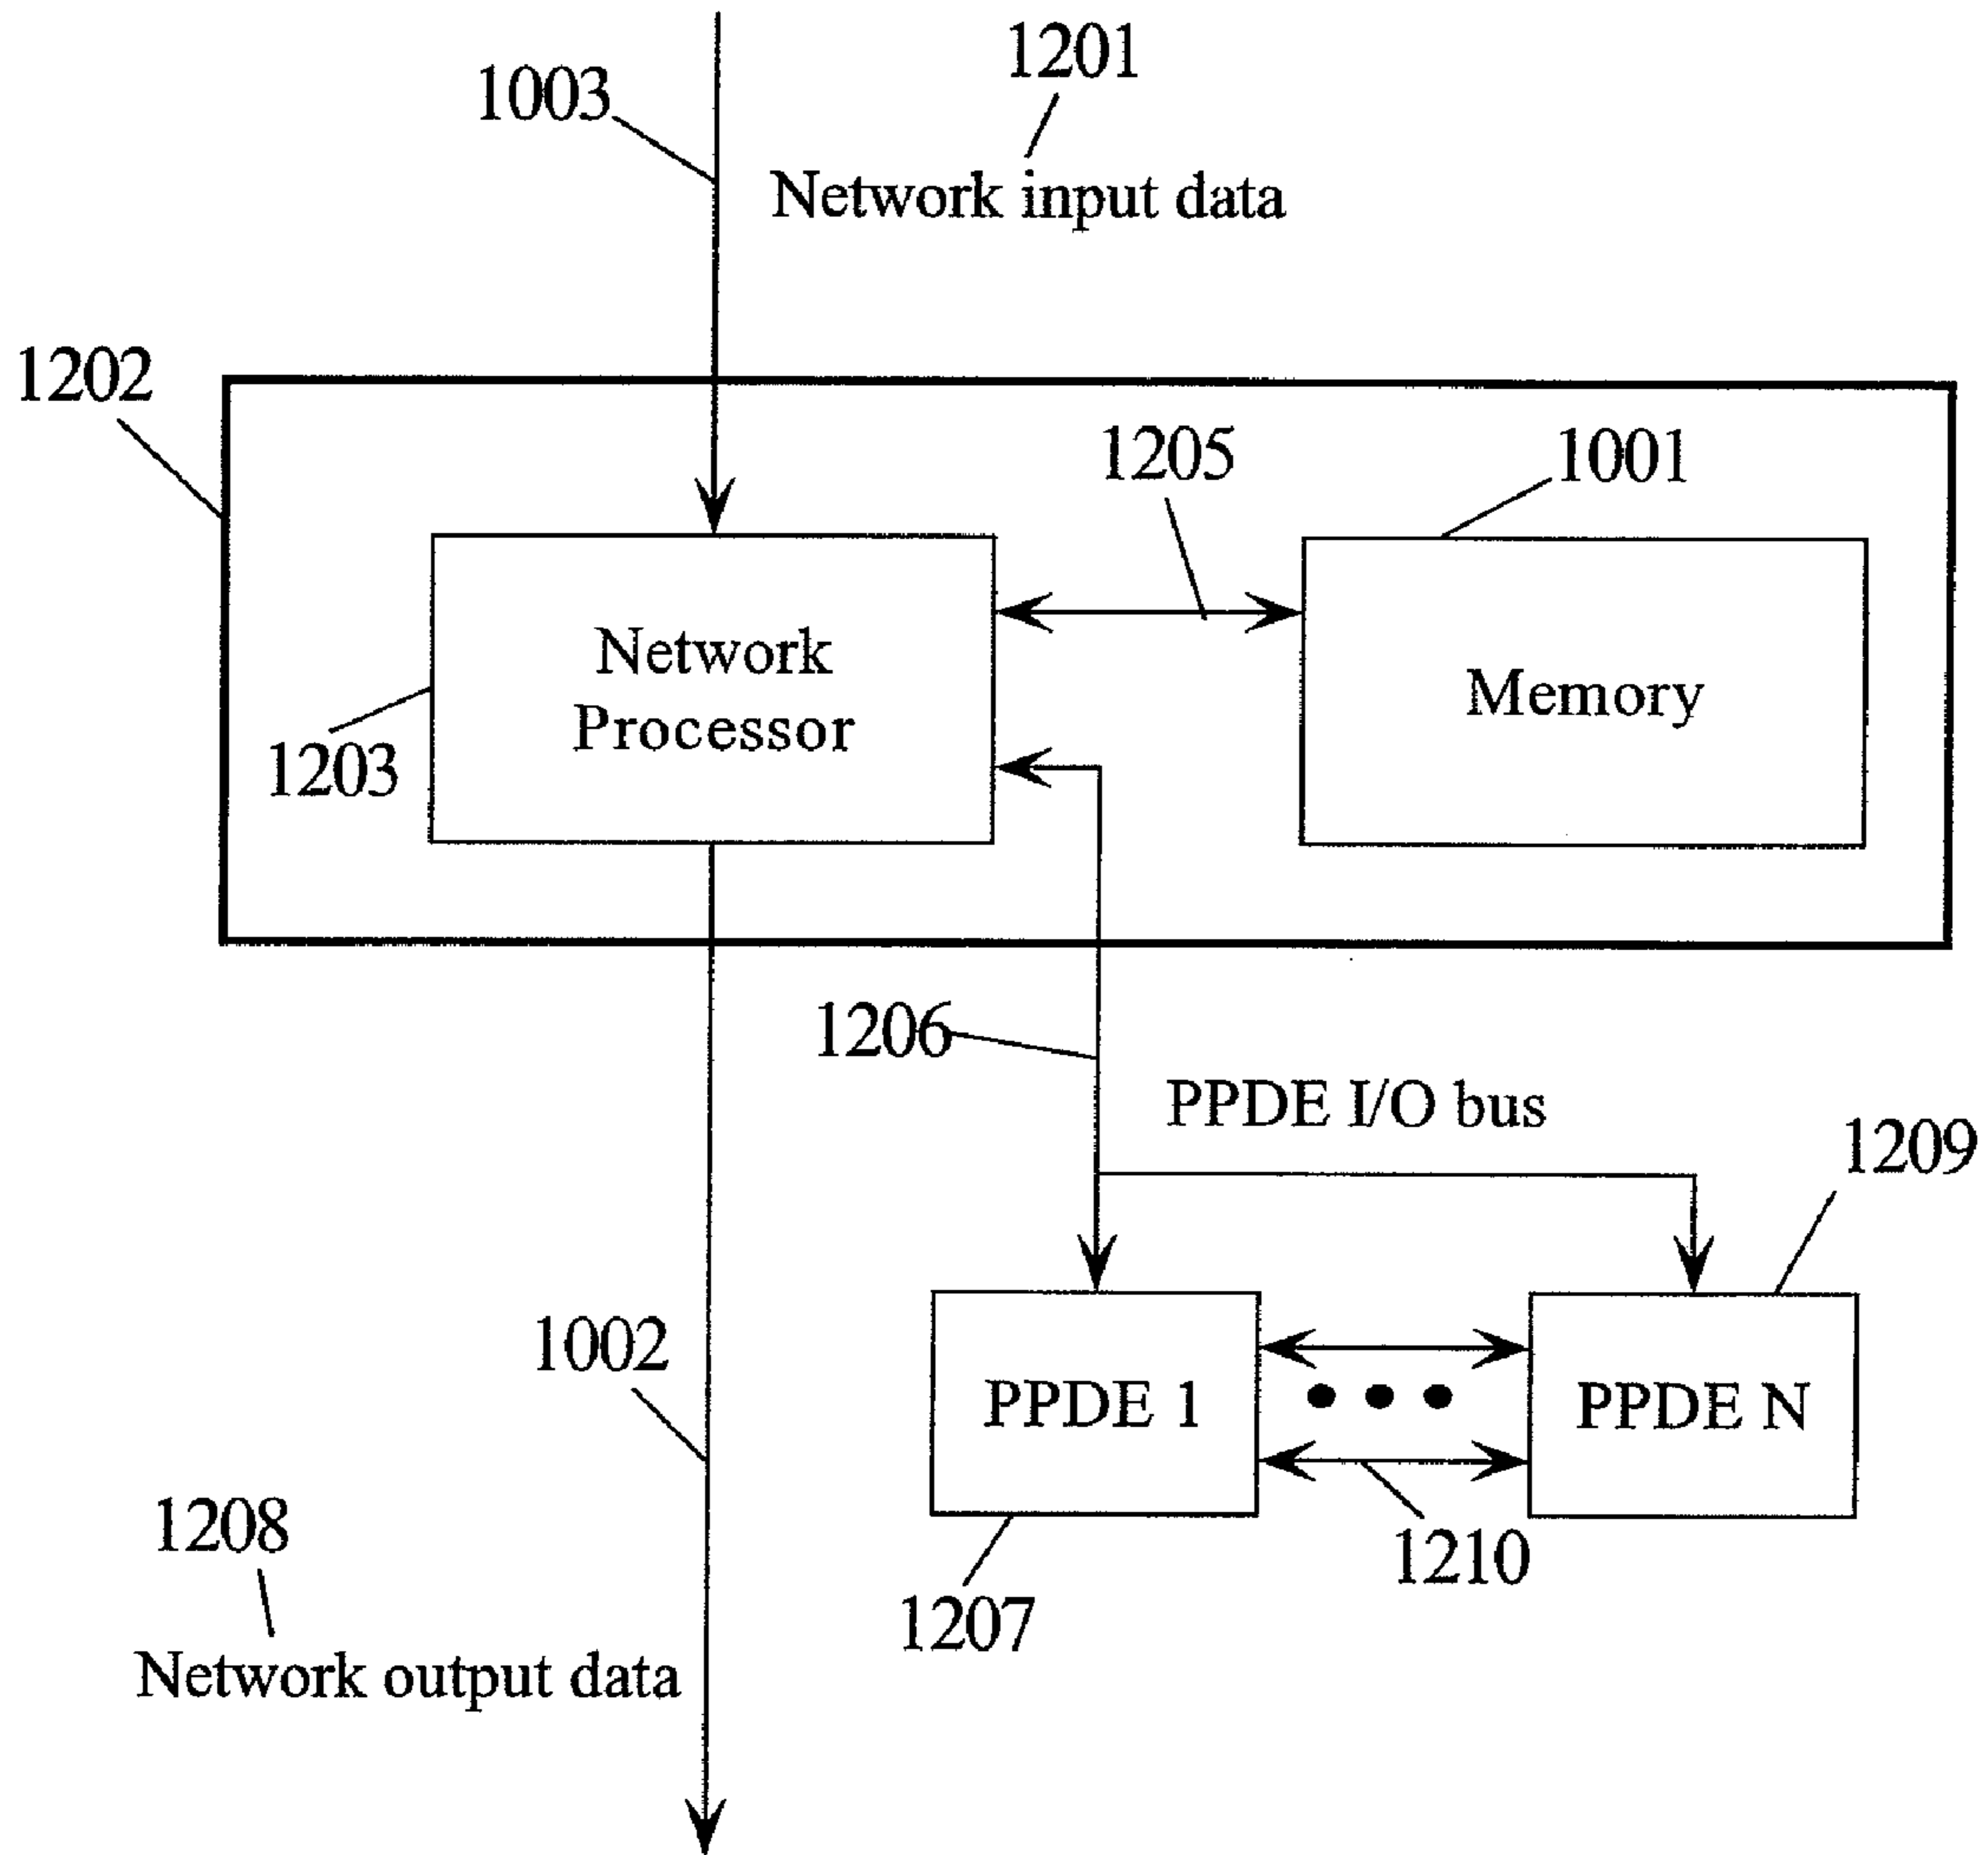 1201
1003
Network input data
1202
1205
1001
Network
Processor
Memory
1203
1206
PPDE I/O bus
1209
1002
PPDE 1
PPDE N
1208
1210
1207
Network output data